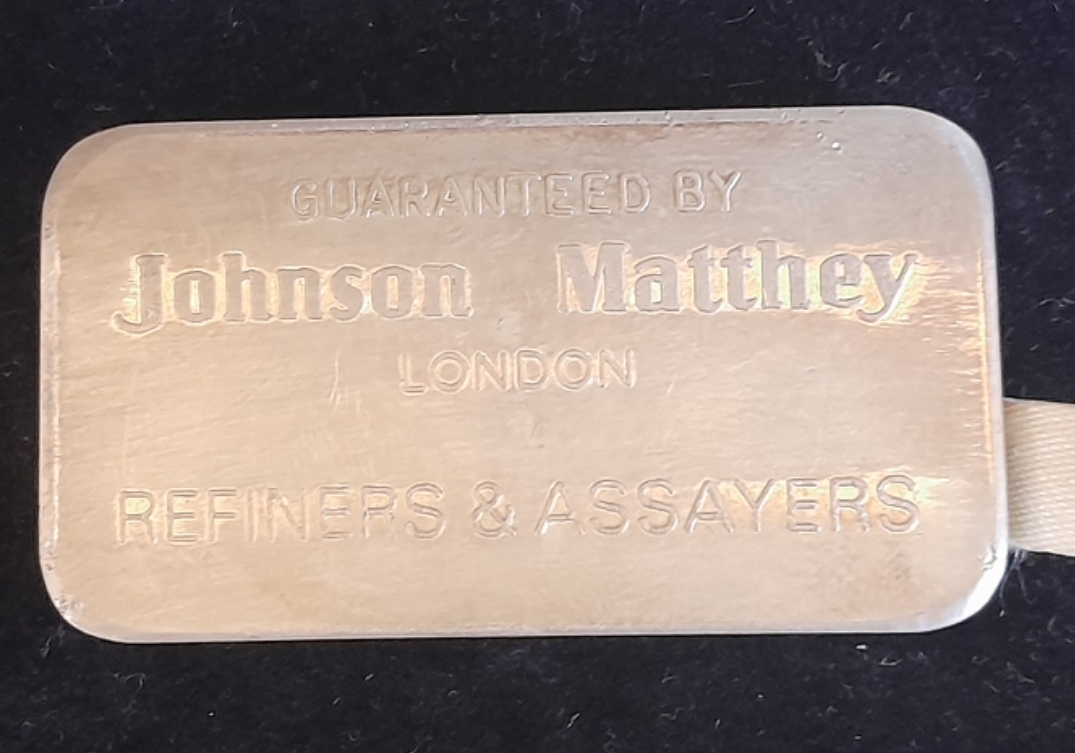 GUARANTEED BY
Johnson Matthey
LONDON
REFINERS & ASSAYERS